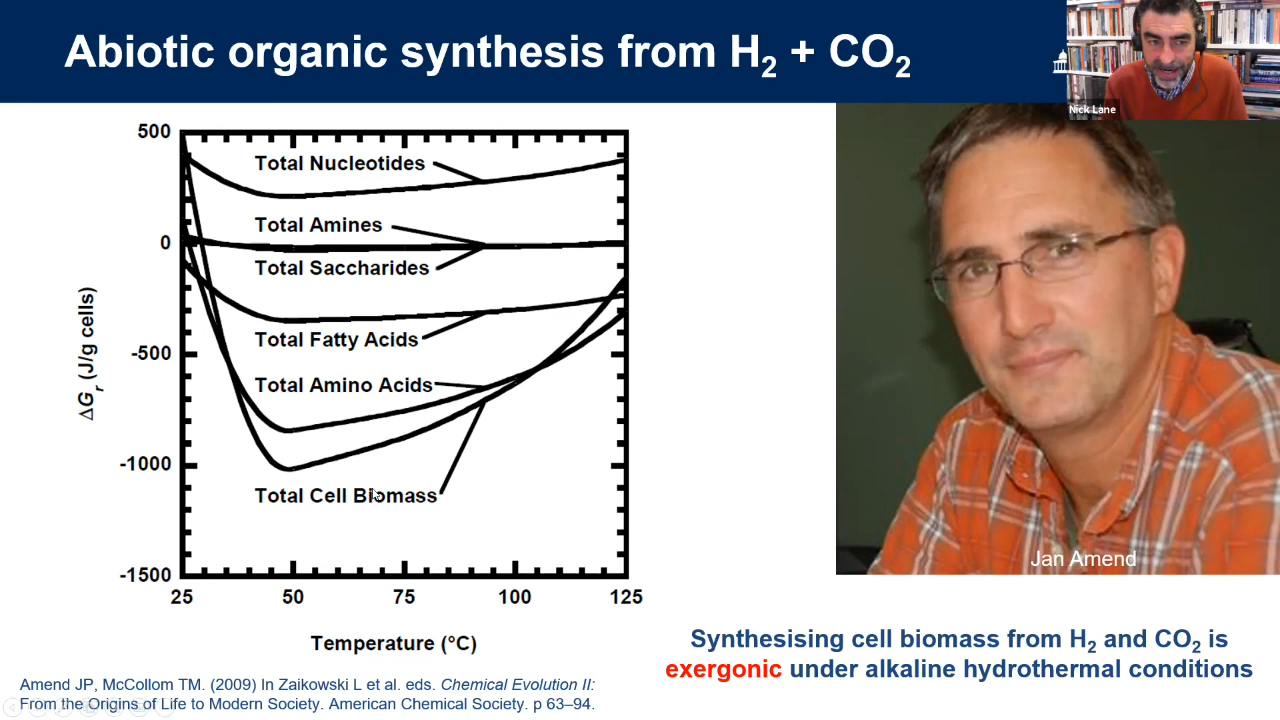 Abiotic organic synthesis from H₂ + CO₂
Nick Lane
500
0
-500
-1000
-1500
ΔGᵣ (J/g cells)
Total Nucleotides
Total Amines
Total Saccharides
Total Fatty Acids
Total Amino Acids
Total Cell Biomass
25 50 75 100 125
Temperature (°C)
Jan Amend
Synthesising cell biomass from H₂ and CO₂ is
exergonic under alkaline hydrothermal conditions
Amend JP, McCollom TM. (2009) In Zaikowski L et al. eds. Chemical Evolution II:
From the Origins of Life to Modern Society. American Chemical Society. p 63–94.